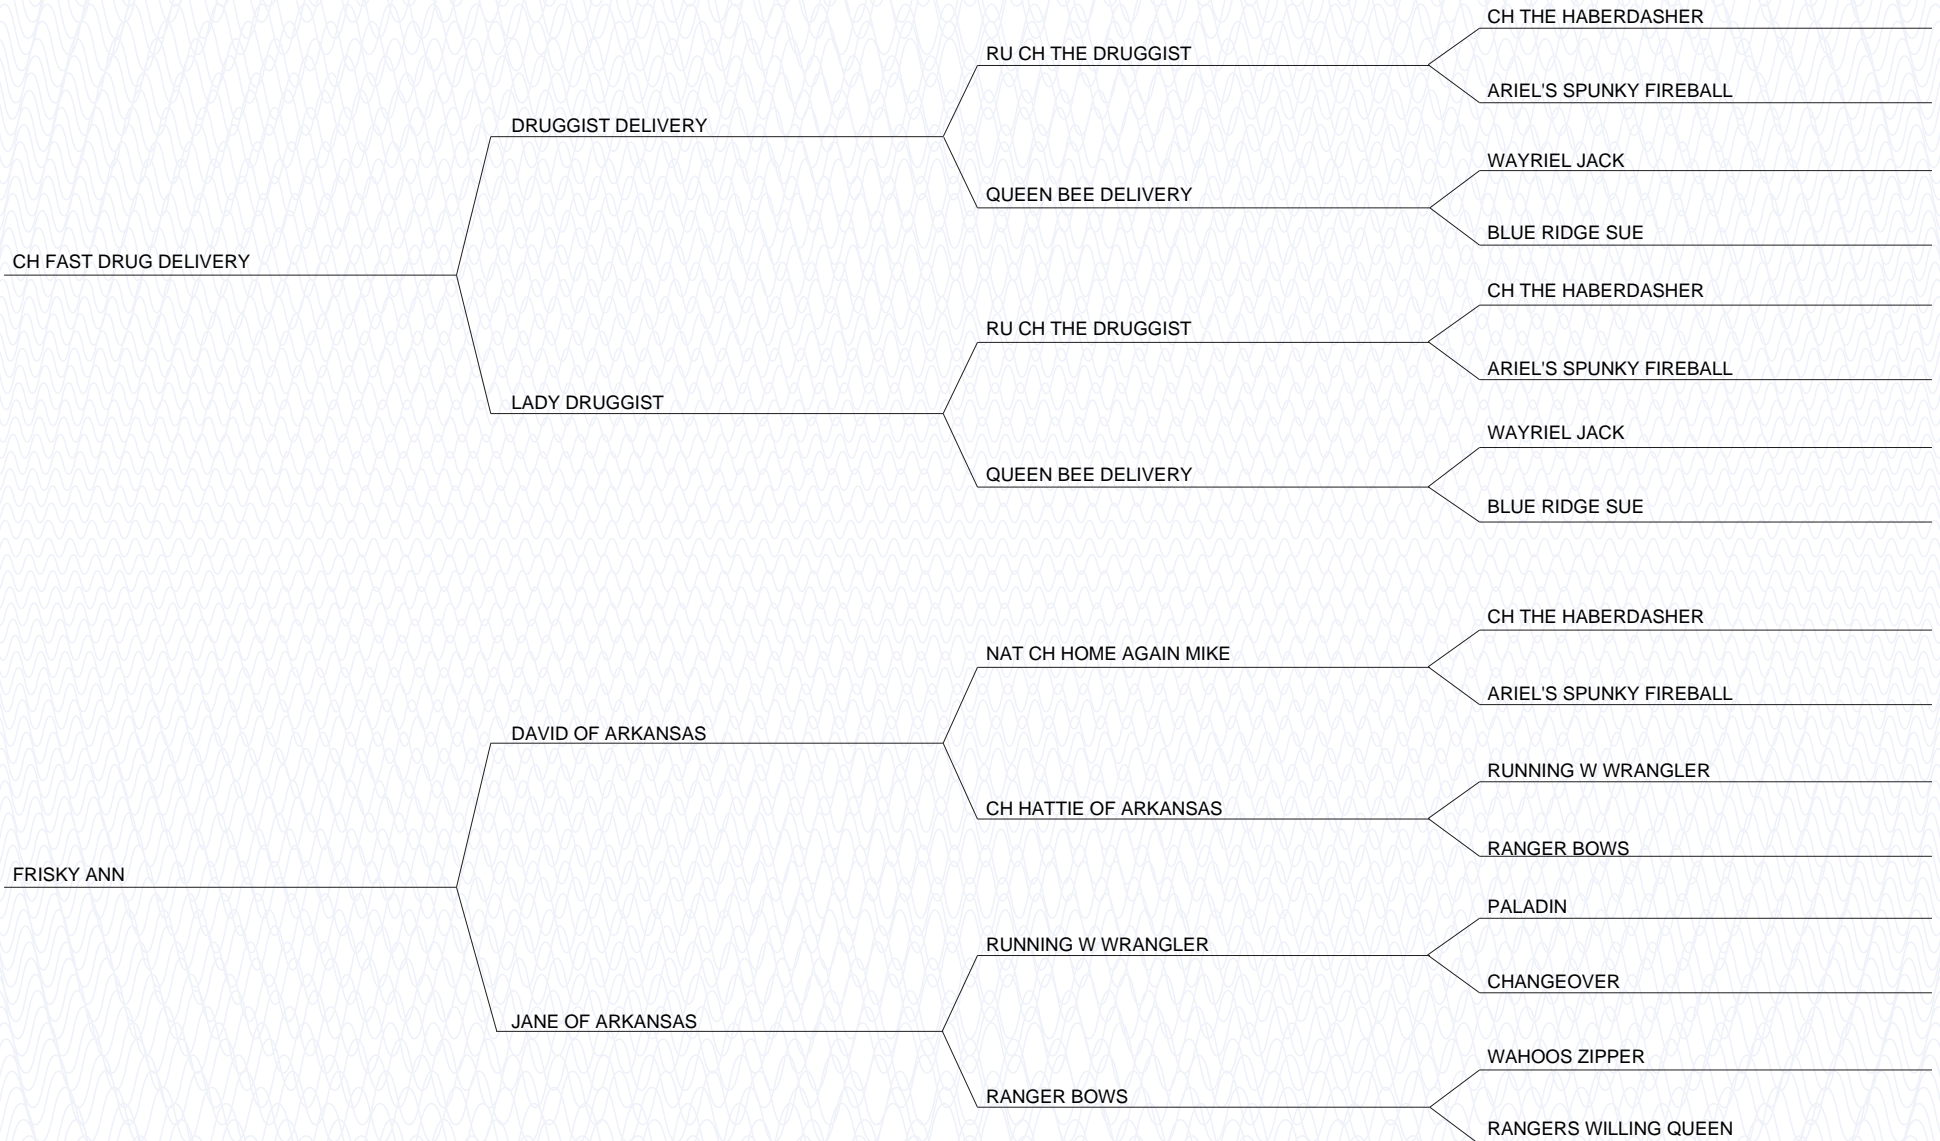 CH THE HABERDASHER
RU CH THE DRUGGIST
ARIEL'S SPUNKY FIREBALL
DRUGGIST DELIVERY
WAYRIEL JACK
QUEEN BEE DELIVERY
BLUE RIDGE SUE
CH FAST DRUG DELIVERY
CH THE HABERDASHER
RU CH THE DRUGGIST
ARIEL'S SPUNKY FIREBALL
LADY DRUGGIST
WAYRIEL JACK
QUEEN BEE DELIVERY
BLUE RIDGE SUE
CH THE HABERDASHER
NAT CH HOME AGAIN MIKE
ARIEL'S SPUNKY FIREBALL
DAVID OF ARKANSAS
RUNNING W WRANGLER
CH HATTIE OF ARKANSAS
RANGER BOWS
FRISKY ANN
PALADIN
RUNNING W WRANGLER
CHANGEOVER
JANE OF ARKANSAS
WAHOOS ZIPPER
RANGER BOWS
RANGERS WILLING QUEEN